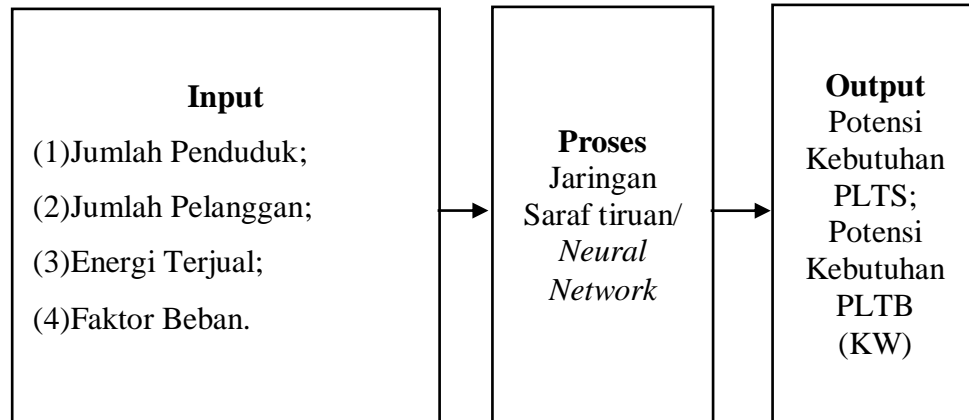 Input
(1)Jumlah Penduduk;
(2)Jumlah Pelanggan;
(3)Energi Terjual;
(4)Faktor Beban.
Proses
Jaringan
Saraf tiruan/
Neural
Network
Output
Potensi
Kebutuhan
PLTS;
Potensi
Kebutuhan
PLTB
(KW)